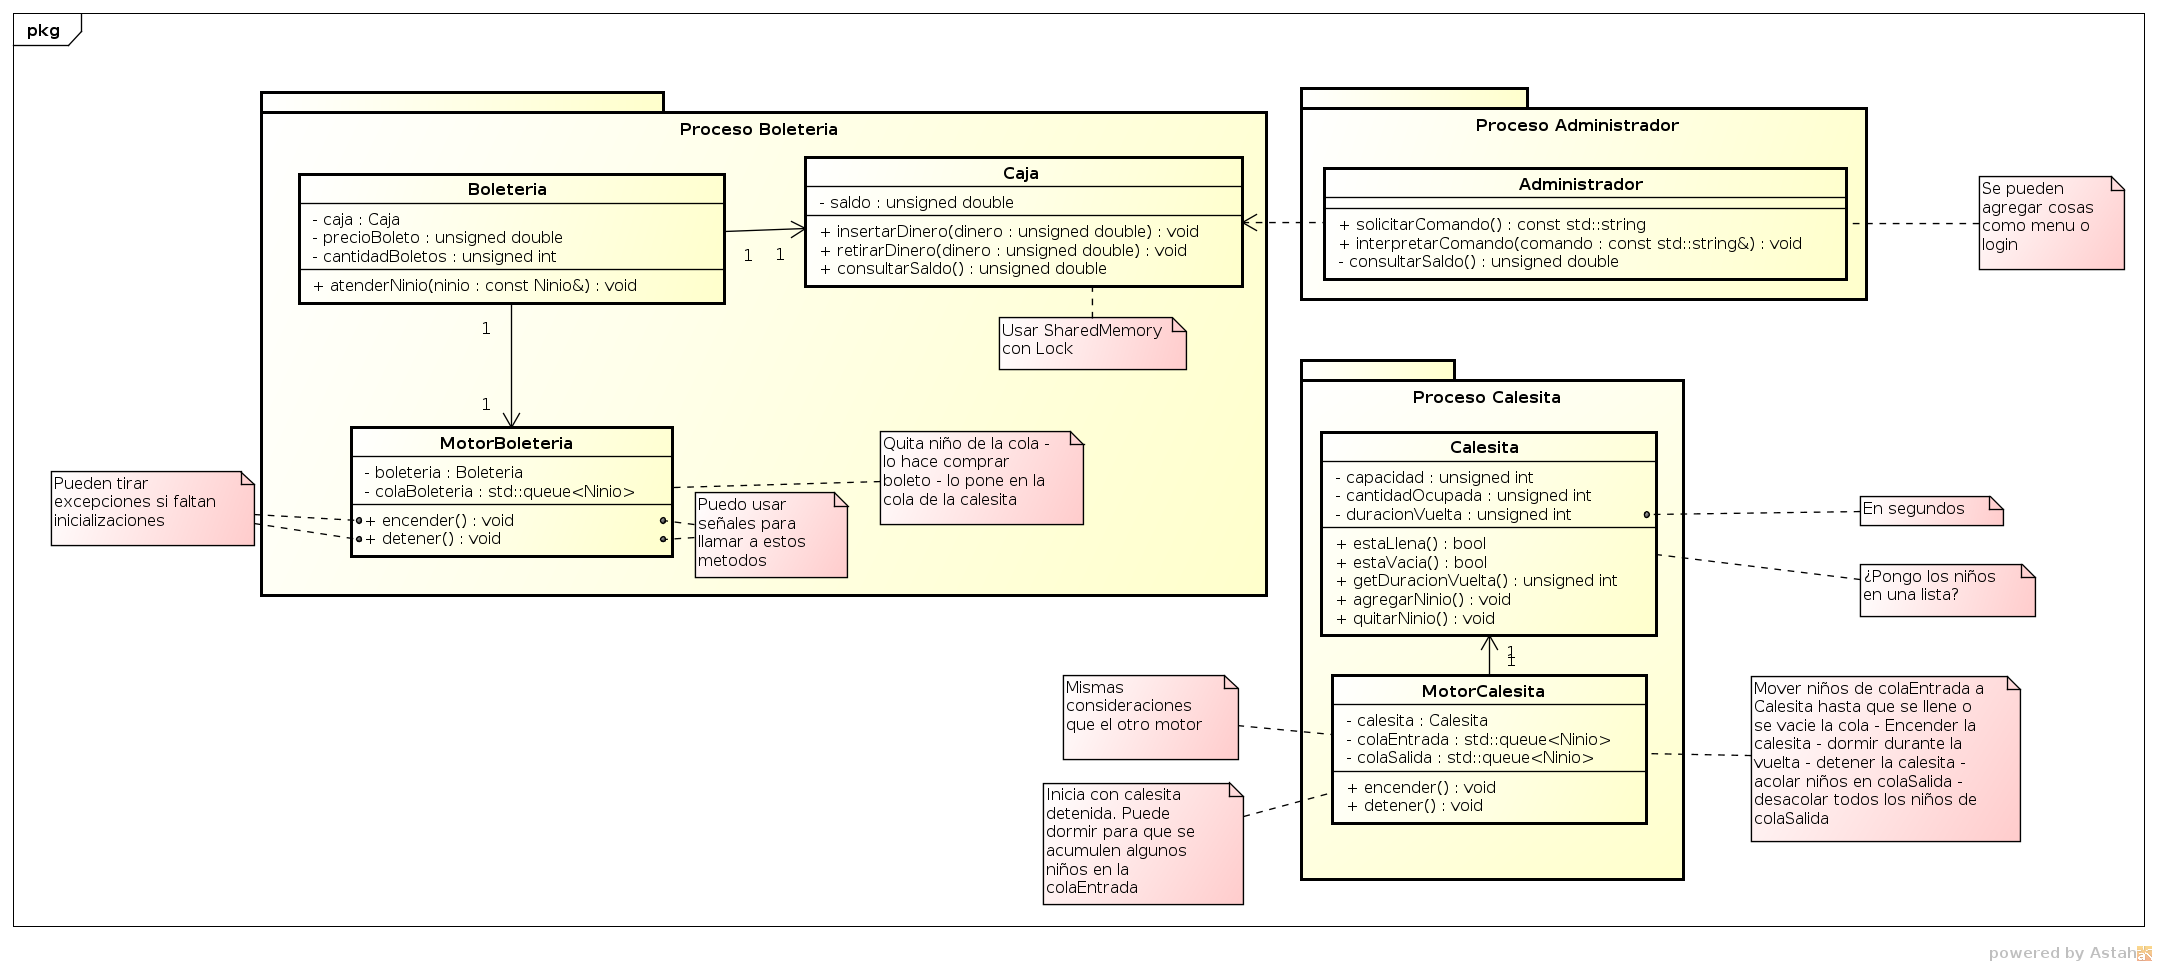 pkg
Proceso Boleteria
Boleteria
- caja : Caja
- precioBoleto : unsigned double
- cantidadBoletos : unsigned int
+ atenderNinio(ninio : const Ninio&) : void
1
1
Caja
- saldo : unsigned double
+ insertarDinero(dinero : unsigned double) : void
+ retirarDinero(dinero : unsigned double) : void
+ consultarSaldo() : unsigned double
Usar SharedMemory
con Lock
1
1
MotorBoleteria
- boleteria : Boleteria
- colaBoleteria : std::queue<Ninio>
+ encender() : void
+ detener() : void
Pueden tirar
excepciones si faltan
inicializaciones
Quita niño de la cola -
lo hace comprar
boleto - lo pone en la
cola de la calesita
Puedo usar
señales para
llamar a estos
metodos
Proceso Administrador
Administrador
+ solicitarComando() : const std::string
+ interpretarComando(comando : const std::string&) : void
- consultarSaldo() : unsigned double
Se pueden
agregar cosas
como menu o
login
Proceso Calesita
Calesita
- capacidad : unsigned int
- cantidadOcupada : unsigned int
- duracionVuelta : unsigned int
+ estaLlena() : bool
+ estaVacia() : bool
+ getDuracionVuelta() : unsigned int
+ agregarNinio() : void
+ quitarNinio() : void
En segundos
¿Pongo los niños
en una lista?
1
1
MotorCalesita
- calesita : Calesita
- colaEntrada : std::queue<Ninio>
- colaSalida : std::queue<Ninio>
+ encender() : void
+ detener() : void
Mismas
consideraciones
que el otro motor
Inicia con calesita
detenida. Puede
dormir para que se
acumulen algunos
niños en la
colaEntrada
Mover niños de colaEntrada a
Calesita hasta que se llene o
se vacie la cola - Encender la
calesita - dormir durante la
vuelta - detener la calesita -
acolar niños en colaSalida -
desacolar todos los niños de
colaSalida
powered by Astah